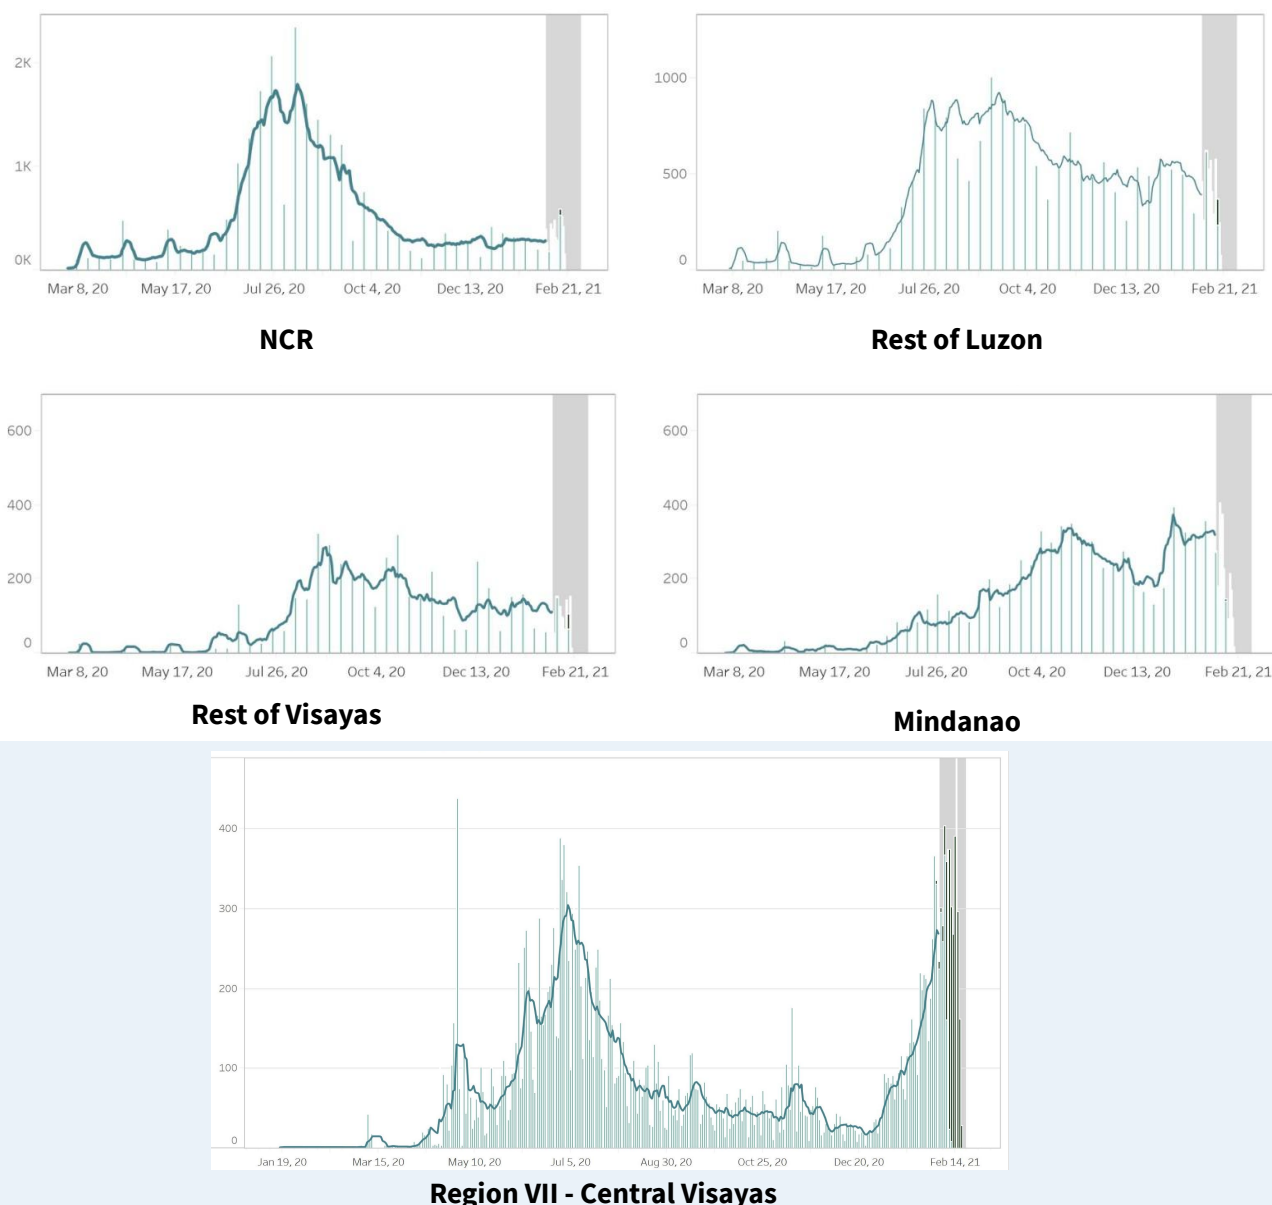 2K
1K
0K
Mar 8, 20 May 17, 20 Jul 26, 20 Oct 4, 20 Dec 13, 20 Feb 21, 21
NCR
1000
500
0
Mar 8, 20 May 17, 20 Jul 26, 20 Oct 4, 20 Dec 13, 20 Feb 21, 21
Rest of Luzon
600
400
200
0
Mar 8, 20 May 17, 20 Jul 26, 20 Oct 4, 20 Dec 13, 20 Feb 21, 21
Rest of Visayas
600
400
200
0
Mar 8, 20 May 17, 20 Jul 26, 20 Oct 4, 20 Dec 13, 20 Feb 21, 21
Mindanao
400
300
200
100
0
Jan 19, 20 Mar 15, 20 May 10, 20 Jul 5, 20 Aug 30, 20 Oct 25, 20 Dec 20, 20 Feb 14, 21
Region VII - Central Visayas